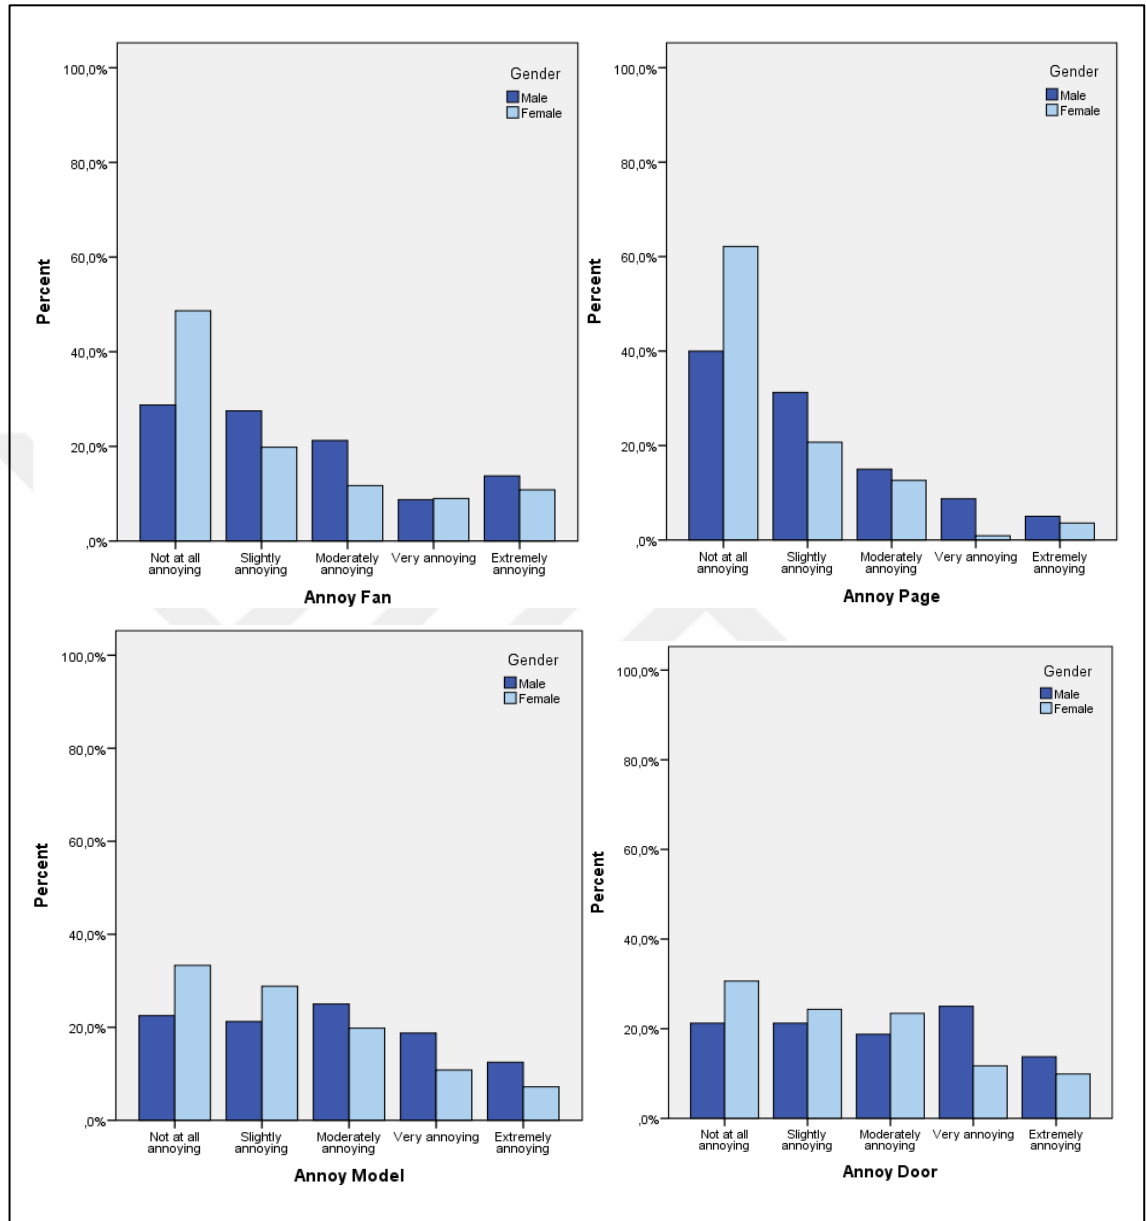 Gender
Male
Female
100,0%
80,0%
60,0%
40,0%
20,0%
,0%
Percent
Not at all
annoying
Slightly
annoying
Moderately
annoying
Very annoying
Extremely
annoying
Annoy Fan
Gender
Male
Female
100,0%
80,0%
60,0%
40,0%
20,0%
,0%
Percent
Not at all
annoying
Slightly
annoying
Moderately
annoying
Very annoying
Extremely
annoying
Annoy Page
Gender
Male
Female
100,0%
80,0%
60,0%
40,0%
20,0%
,0%
Percent
Not at all
annoying
Slightly
annoying
Moderately
annoying
Very annoying
Extremely
annoying
Annoy Model
Gender
Male
Female
100,0%
80,0%
60,0%
40,0%
20,0%
,0%
Percent
Not at all
annoying
Slightly
annoying
Moderately
annoying
Very annoying
Extremely
annoying
Annoy Door